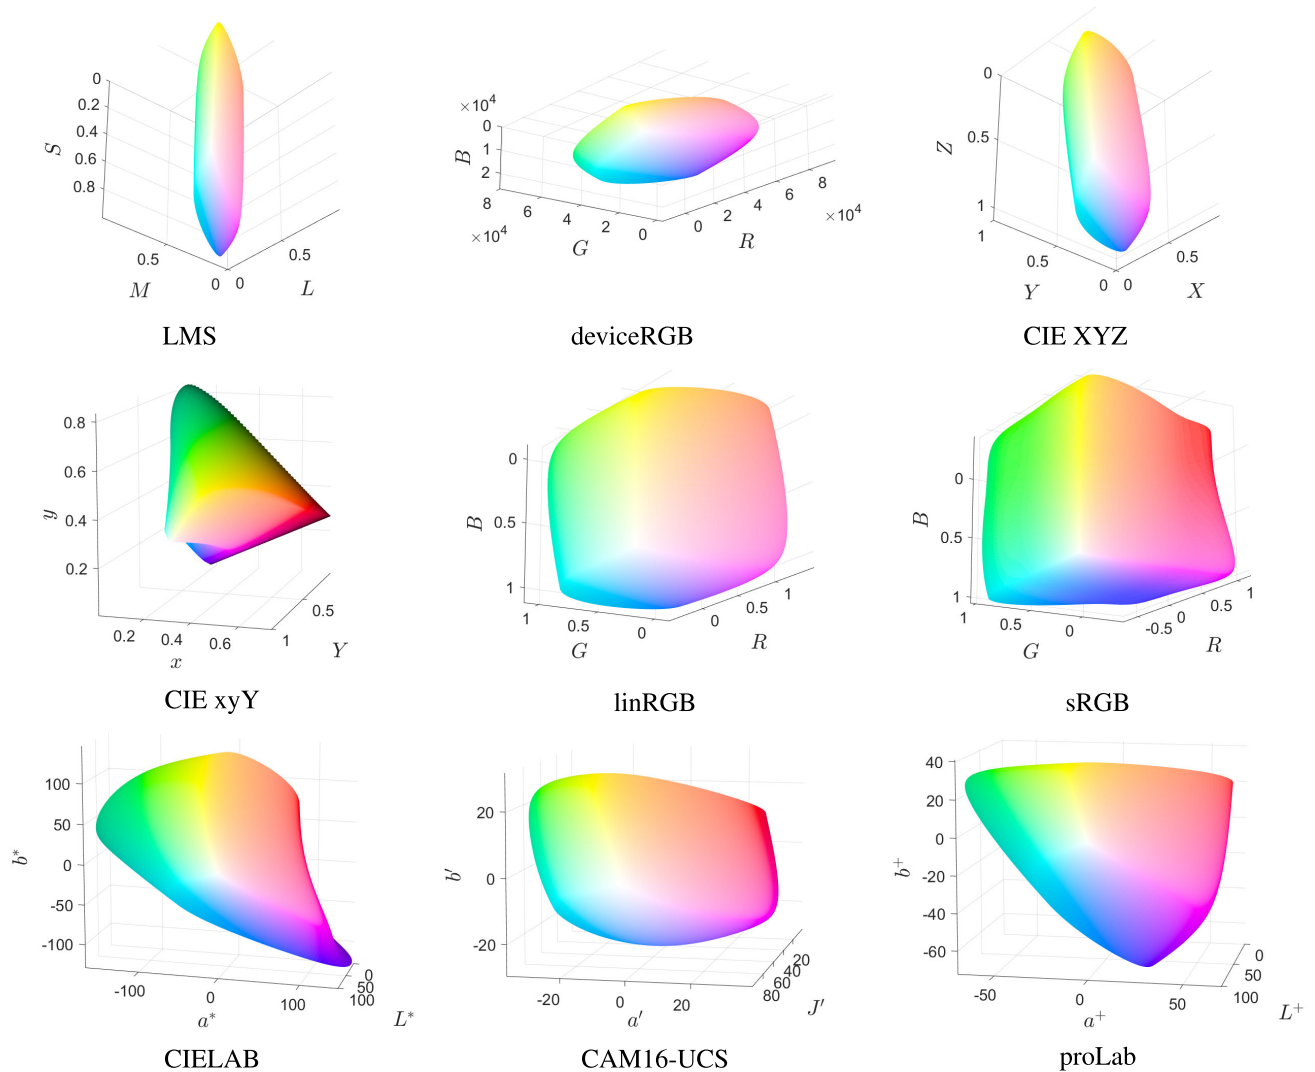 0
0.2
0.4
0.6
0.8
S
0.5
M
0 0
0.5
L
LMS
×10⁴
0
1
2
B
8
6
4
2
0
×10⁴
G
0
2
4
6
8
×10⁴
R
deviceRGB
0
0.5
1
Z
1
0.5
0 0
Y
0.5
1
X
CIE XYZ
0.8
0.6
0.4
0.2
y
0.2
0.4
0.6
x
1
0.5
Y
CIE xyY
0
0.5
1
B
1
0.5
0
G
0
0.5
1
R
linRGB
0
0.5
1
B
1
0.5
0
G
-0.5
0
0.5
1
R
sRGB
100
50
0
-50
-100
b*
-100
0
100
a*
0
50
100
L*
CIELAB
20
0
-20
b′
-20
0
20
a′
20
40
60
80
J′
CAM16-UCS
40
20
0
-20
-40
-60
b⁺
-50
0
50
a⁺
0
50
100
L⁺
proLab